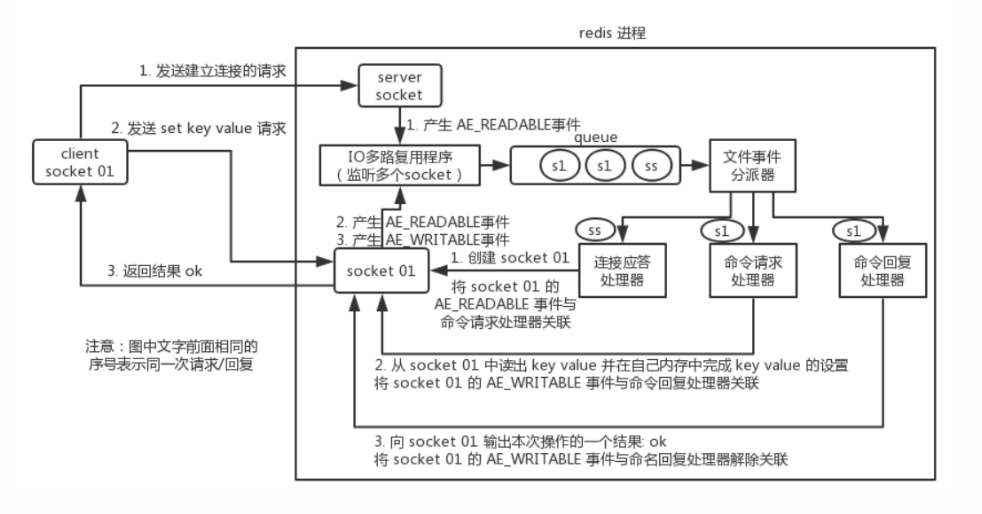 redis 进程
1. 发送建立连接的请求
server
socket
1. 产生 AE_READABLE事件
2. 发送 set key value 请求
queue
client
socket 01
IO多路复用程序
（监听多个socket）
s1
s1
ss
文件事件
分派器
2. 产生 AE_READABLE事件
3. 产生 AE_WRITABLE事件
ss
s1
s1
1. 创建 socket 01
连接应答
处理器
命令请求
处理器
命令回复
处理器
socket 01
3. 返回结果 ok
将 socket 01 的
AE_READABLE 事件与
命令请求处理器关联
注意：图中文字前面相同的
序号表示同一次请求/回复
2. 从 socket 01 中读出 key value 并在自己内存中完成 key value 的设置
将 socket 01 的 AE_WRITABLE 事件与命令回复处理器关联
3. 向 socket 01 输出本次操作的一个结果: ok
将 socket 01 的 AE_WRITABLE 事件与命名回复处理器解除关联